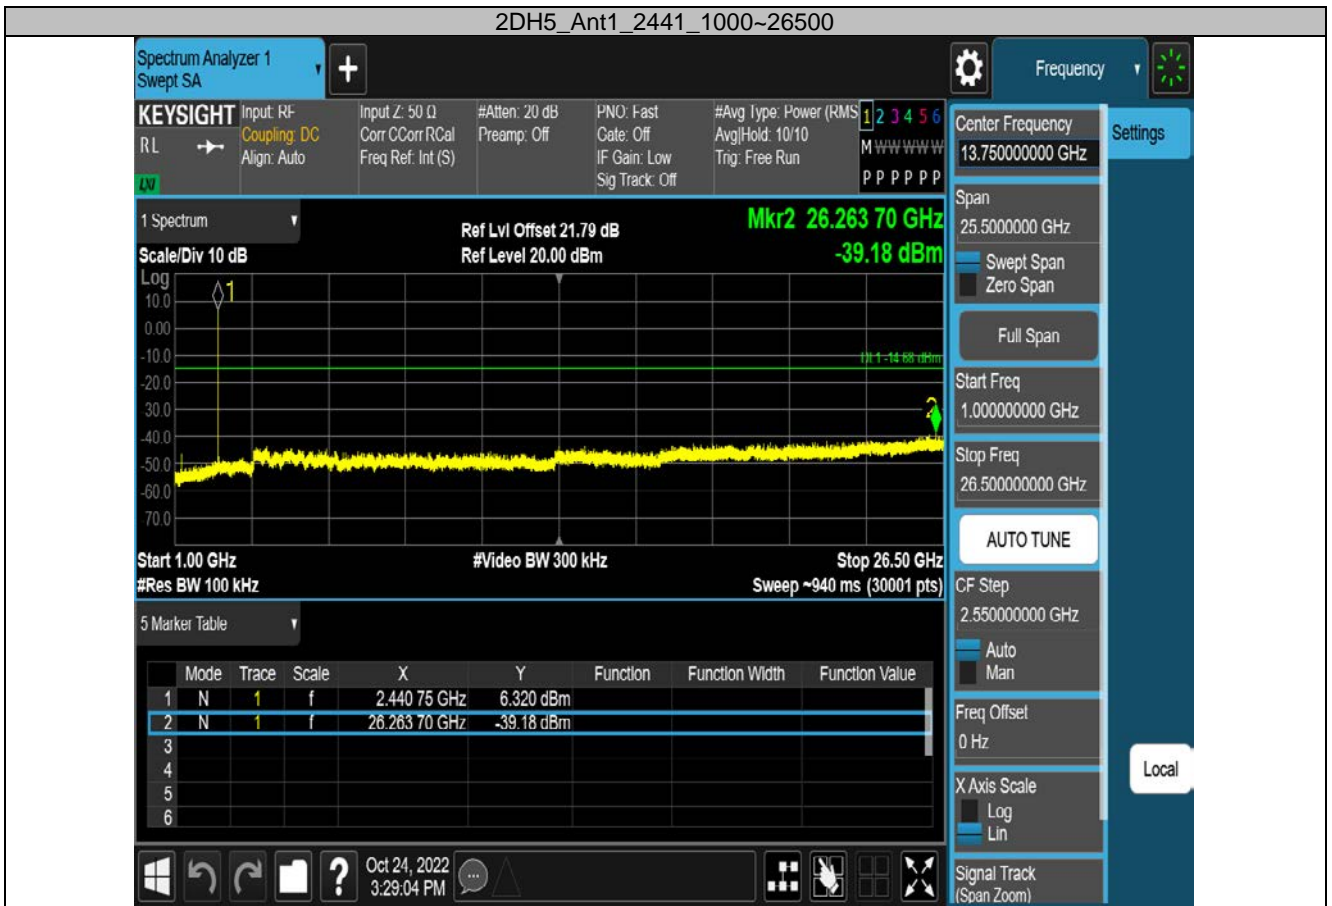 2DH5_Ant1_2441_1000~26500
Spectrum Analyzer 1
Swept SA
+
Frequency
KEYSIGHT
RL
LXI
Input: RF
Coupling: DC
Align: Auto
Input Z: 50 Ω
Corr CCorr RCal
Freq Ref: Int (S)
#Atten: 20 dB
Preamp: Off
PNO: Fast
Gate: Off
IF Gain: Low
Sig Track: Off
#Avg Type: Power (RMS
Avg|Hold: 10/10
Trig: Free Run
1 2 3 4 5 6
M W W W W W
P P P P P P
1 Spectrum
Scale/Div 10 dB
Ref Lvl Offset 21.79 dB
Ref Level 20.00 dBm
Mkr2 26.263 70 GHz
-39.18 dBm
Log
10.0
0.00
-10.0
-20.0
-30.0
-40.0
-50.0
-60.0
-70.0
1
DL1 -14.68 dBm
2
Start 1.00 GHz
#Video BW 300 kHz
Stop 26.50 GHz
#Res BW 100 kHz
Sweep ~940 ms (30001 pts)
5 Marker Table
Mode Trace Scale X Y Function Function Width Function Value
1 N 1 f 2.440 75 GHz 6.320 dBm
2 N 1 f 26.263 70 GHz -39.18 dBm
3
4
5
6
?
Oct 24, 2022
3:29:04 PM
Center Frequency
13.750000000 GHz
Settings
Span
25.5000000 GHz
Swept Span
Zero Span
Full Span
Start Freq
1.000000000 GHz
Stop Freq
26.500000000 GHz
AUTO TUNE
CF Step
2.550000000 GHz
Auto
Man
Freq Offset
0 Hz
Local
X Axis Scale
Log
Lin
Signal Track
(Span Zoom)